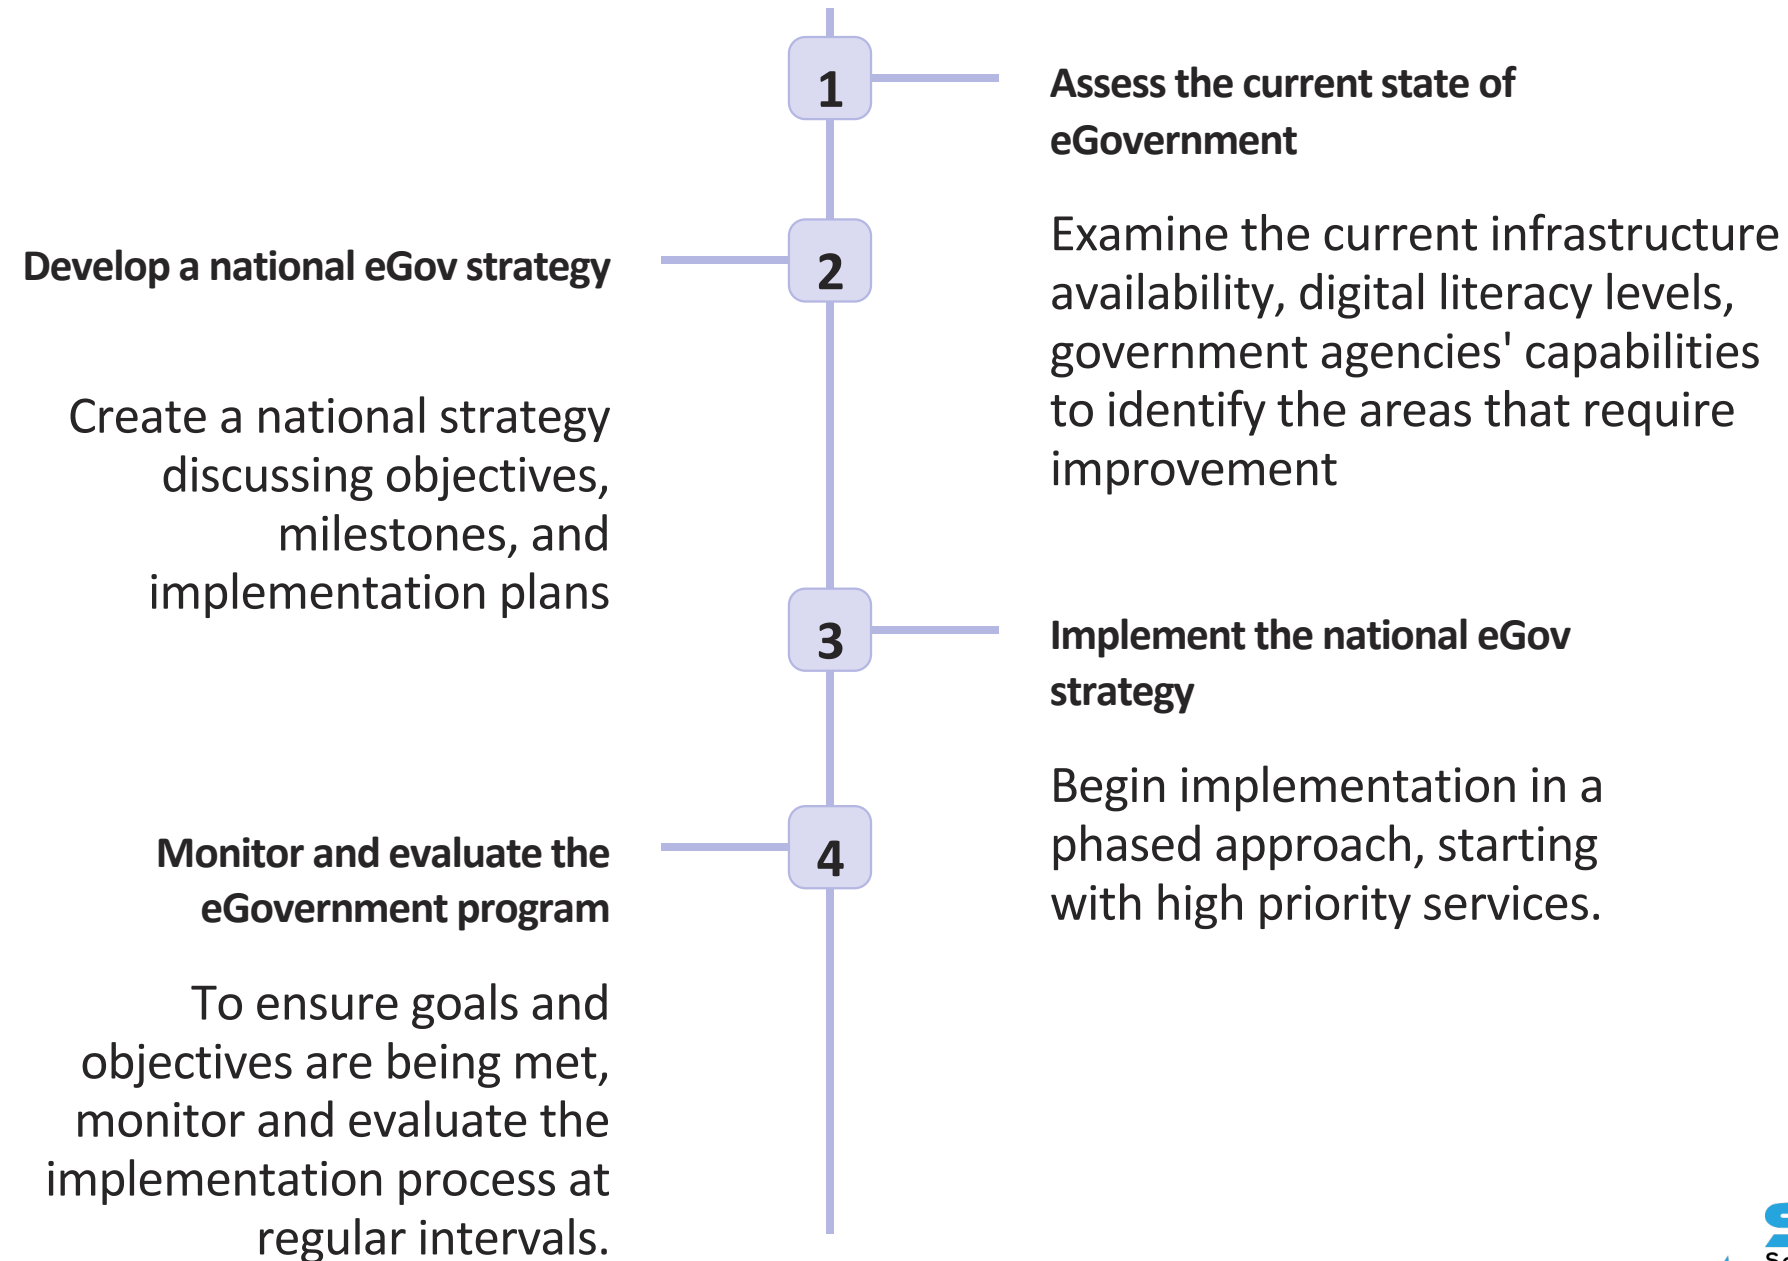 1
Assess the current state of
eGovernment
Examine the current infrastructure
availability, digital literacy levels,
government agencies' capabilities
to identify the areas that require
improvement
2
Develop a national eGov strategy
Create a national strategy
discussing objectives,
milestones, and
implementation plans
3
Implement the national eGov
strategy
Begin implementation in a
phased approach, starting
with high priority services.
4
Monitor and evaluate the
eGovernment program
To ensure goals and
objectives are being met,
monitor and evaluate the
implementation process at
regular intervals.